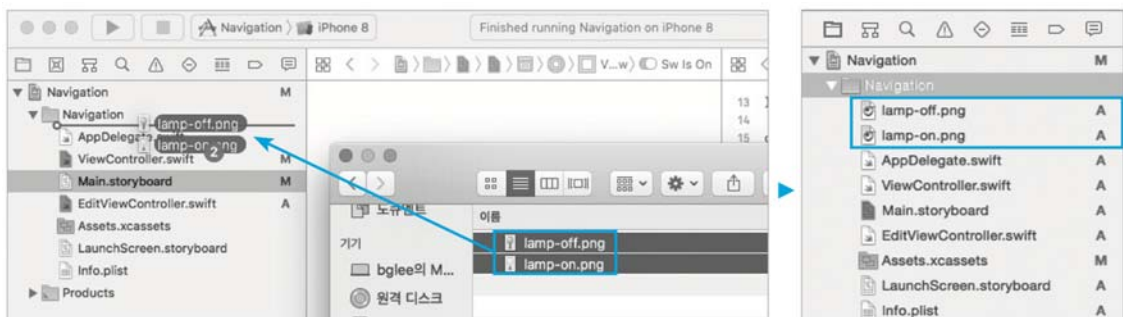 Navigation
iPhone 8
Finished running Navigation on iPhone 8
V...w
Sw Is On
Navigation M
Navigation
lamp-off.png
lamp-on.png
2
ViewController.swift M
Main.storyboard M
EditViewController.swift A
Assets.xcassets
LaunchScreen.storyboard
Info.plist
Products
13
14
15
도큐멘트
기기
bglee의 M...
원격 디스크
이름
lamp-off.png
lamp-on.png
Navigation M
Navigation
lamp-off.png A
lamp-on.png A
AppDelegate.swift A
ViewController.swift A
Main.storyboard A
EditViewController.swift A
Assets.xcassets M
LaunchScreen.storyboard A
Info.plist A